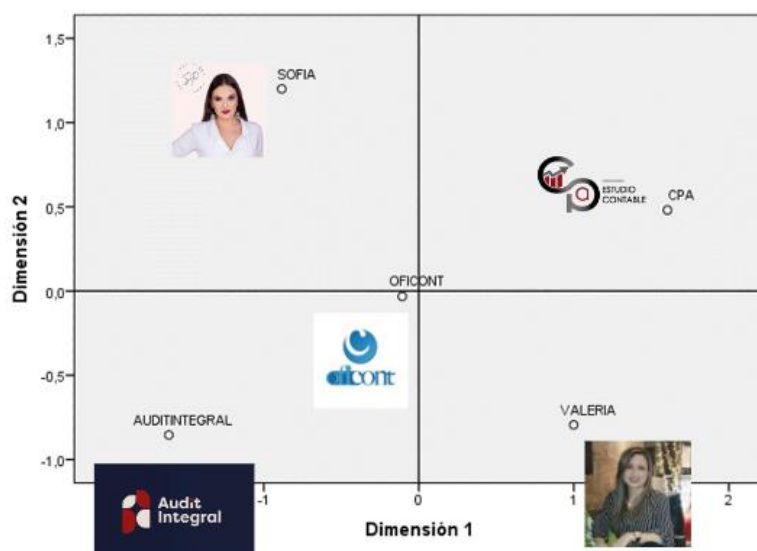 1,5
1,0
0,5
0,0
-0,5
-1,0
Dimensión 2
SOFIA
CPA
ESTUDIO
CONTABLE
OFICONT
oficont
AUDITINTEGRAL
VALERIA
Audit
Integral
-1
0
1
2
Dimensión 1